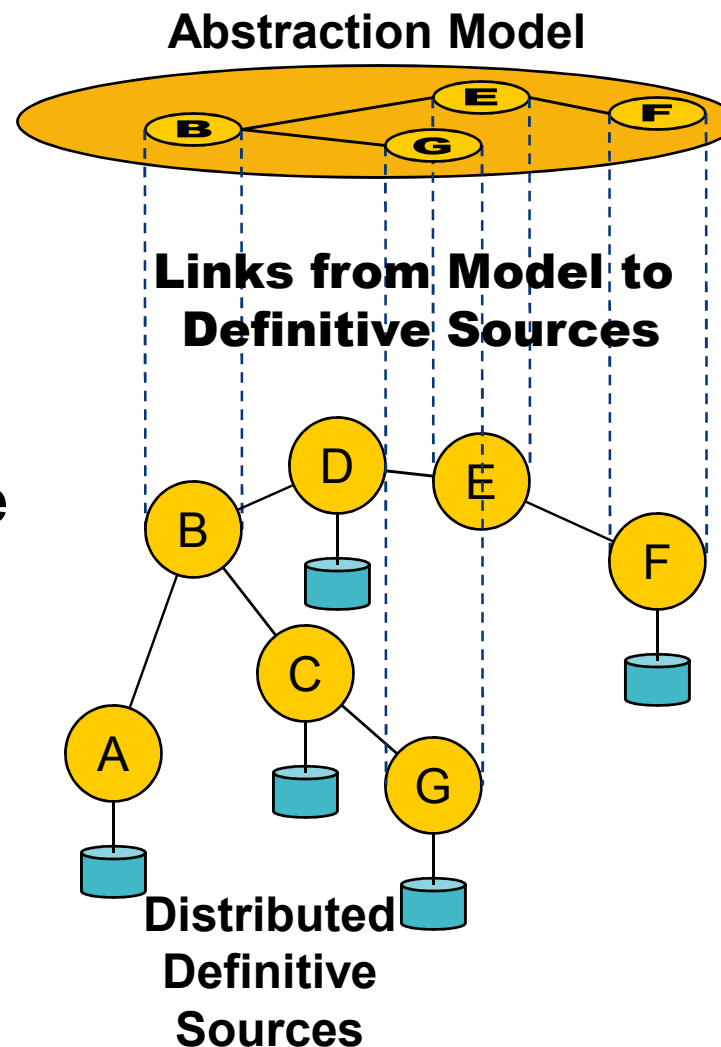 Abstraction Model
E
F
B
G
Links from Model to
Definitive Sources
D
E
e
B
F
C
A
G
Distributed
Definitive
Sources